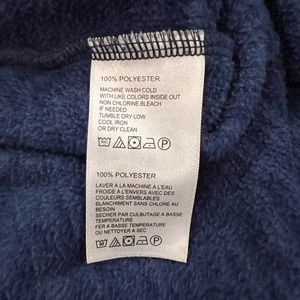 100% POLYESTER
MACHINE WASH COLD
WITH LIKE COLORS INSIDE OUT
NON CHLORINE BLEACH
IF NEEDED
TUMBLE DRY LOW
COOL IRON
OR DRY CLEAN
100% POLYESTER
LAVER A LA MACHINE A L'EAU
FROIDE A L'ENVERS AVEC DES
COULEURS SEMBLABLES
BLANCHIMENT SANS CHLORE AU
BESOIN
SECHER PAR CULBUTAGE A BASSE
TEMPERATURE
FER A BASSE TEMPERATURE
OU NETTOYER A SEC